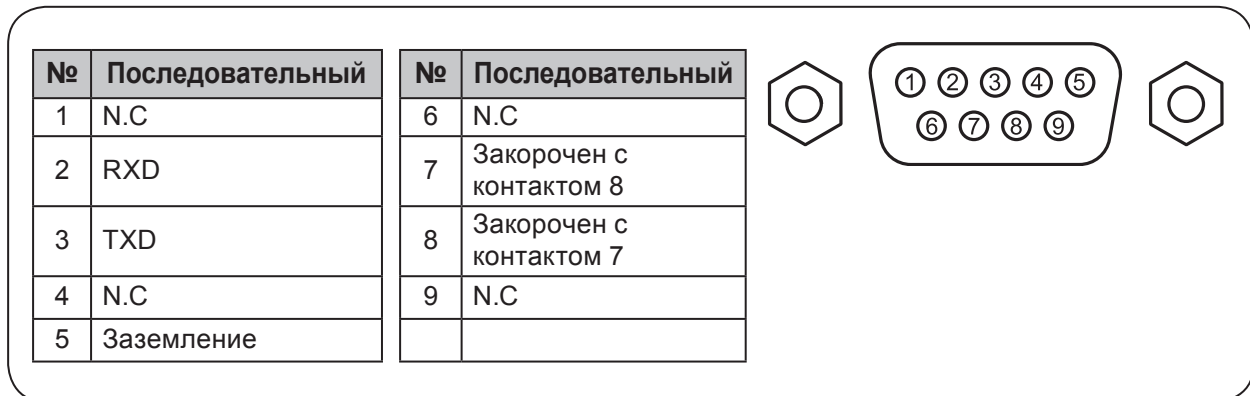 № Последовательный
1 N.C
2 RXD
3 TXD
4 N.C
5 Заземление
№ Последовательный
6 N.C
7 Закорочен с
контактом 8
8 Закорочен с
контактом 7
9 N.C
1 2 3 4 5
6 7 8 9